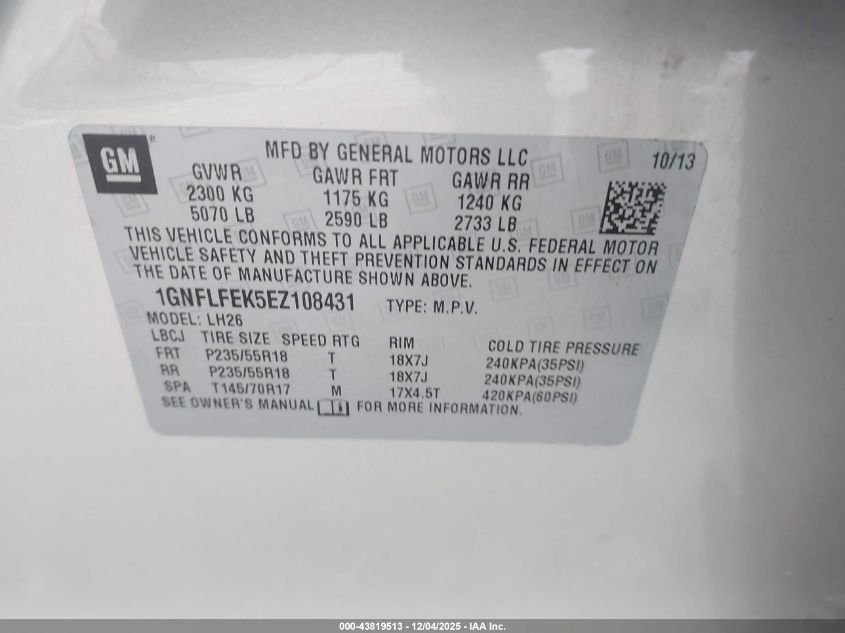 GM
MFD BY GENERAL MOTORS LLC 10/13
GVWR GAWR FRT GAWR RR
2300 KG 1175 KG 1240 KG
5070 LB 2590 LB 2733 LB
THIS VEHICLE CONFORMS TO ALL APPLICABLE U.S. FEDERAL MOTOR
VEHICLE SAFETY AND THEFT PREVENTION STANDARDS IN EFFECT ON
THE DATE OF MANUFACTURE SHOWN ABOVE.
1GNFLFEK5EZ108431 TYPE: M.P.V.
MODEL: LH26
LBCJ TIRE SIZE SPEED RTG RIM COLD TIRE PRESSURE
FRT P235/55R18 T 18X7J 240KPA(35PSI)
RR P235/55R18 T 18X7J 240KPA(35PSI)
SPA T145/70R17 M 17X4.5T 420KPA(60PSI)
SEE OWNER'S MANUAL FOR MORE INFORMATION.
000-43819513 - 12/04/2025 - IAA Inc.